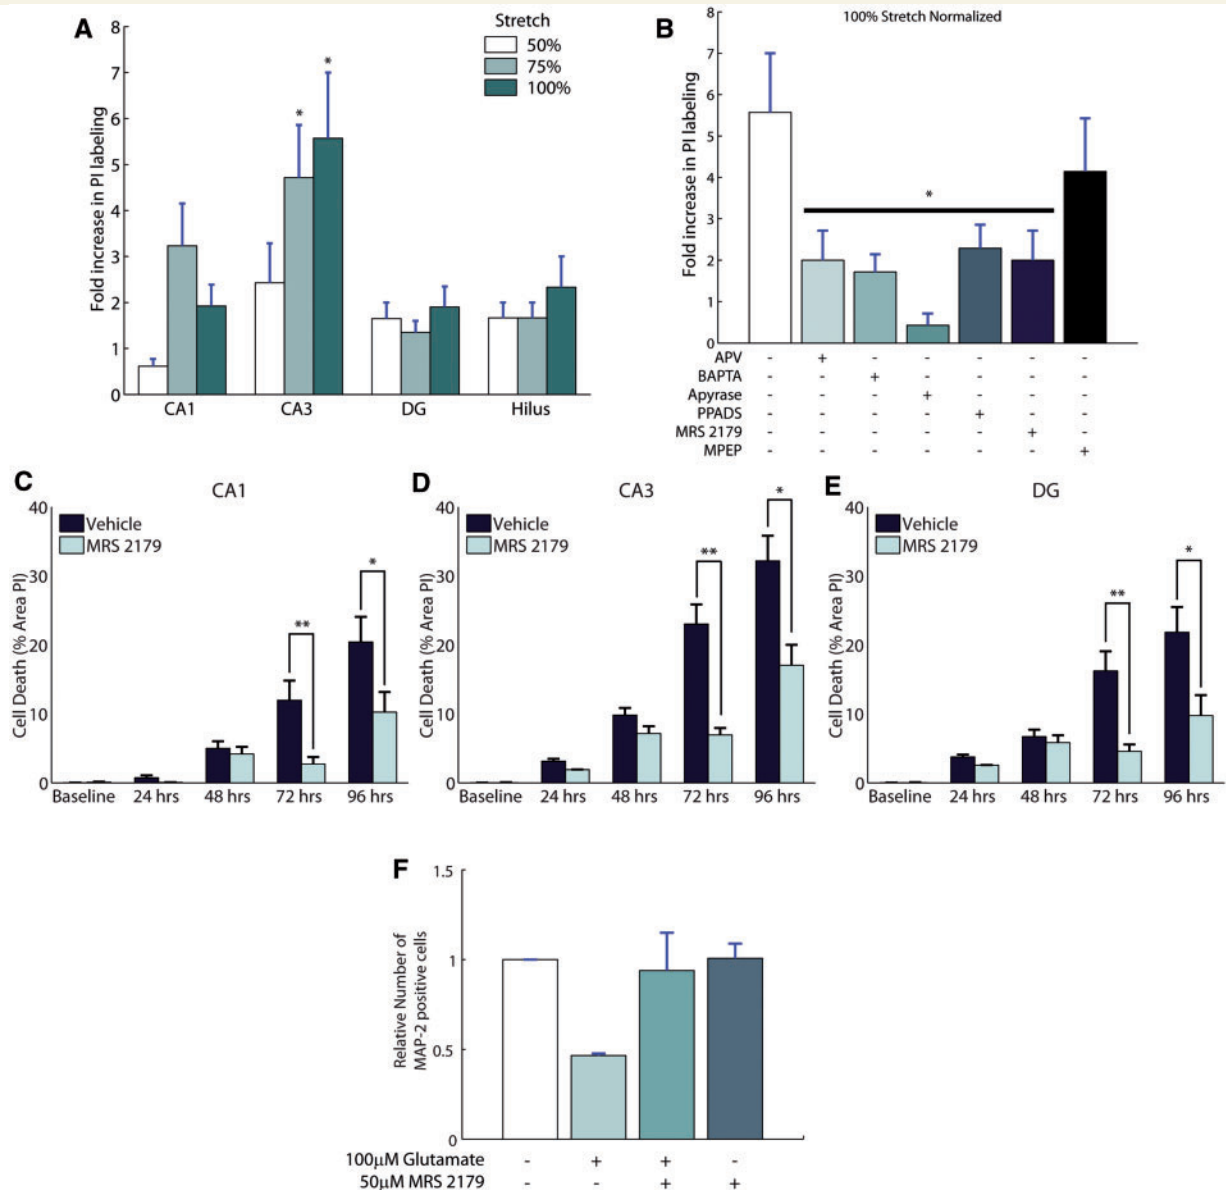 A
Stretch
50%
75%
100%
Fold increase in PI labeling
8
7
6
5
4
3
2
1
0
*
*
CA1 CA3 DG Hilus
B
100% Stretch Normalized
Fold increase in PI labeling
8
7
6
5
4
3
2
1
0
*
APV - + - - - - -
BAPTA - - + - - - -
Apyrase - - - + - - -
PPADS - - - - + - -
MRS 2179 - - - - - + -
MPEP - - - - - - +
C
CA1
Vehicle
MRS 2179
Cell Death (% Area PI)
40
30
20
10
0
**
*
Baseline 24 hrs 48 hrs 72 hrs 96 hrs
D
CA3
Vehicle
MRS 2179
Cell Death (% Area PI)
40
30
20
10
0
**
*
Baseline 24 hrs 48 hrs 72 hrs 96 hrs
E
DG
Vehicle
MRS 2179
Cell Death (% Area PI)
40
30
20
10
0
**
*
Baseline 24 hrs 48 hrs 72 hrs 96 hrs
F
Relative Number of
MAP-2 positive cells
1.5
1
0.5
0
100μM Glutamate - + + -
50μM MRS 2179 - - + +